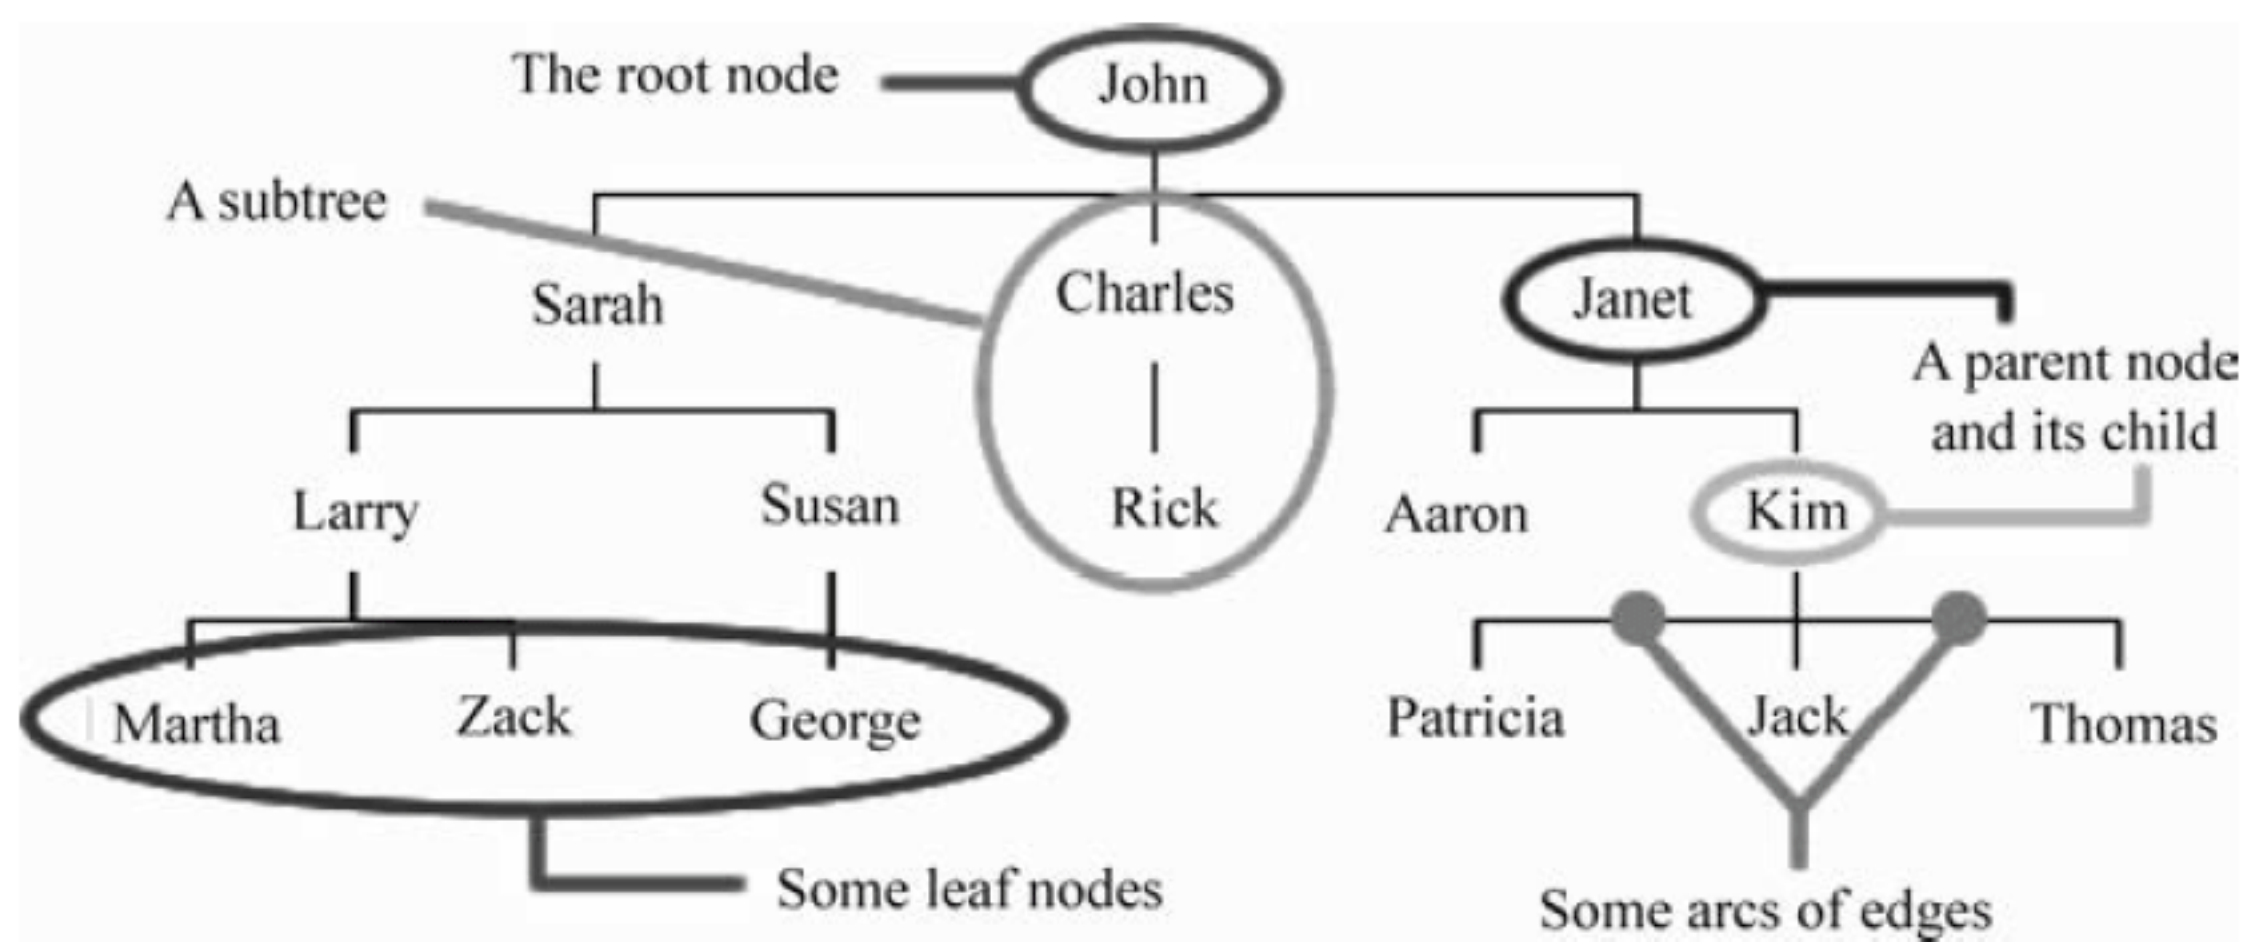 The root node
John
A subtree
Sarah
Charles
Janet
A parent node
and its child
Larry
Susan
Rick
Aaron
Kim
Martha
Zack
George
Patricia
Jack
Thomas
Some leaf nodes
Some arcs of edges